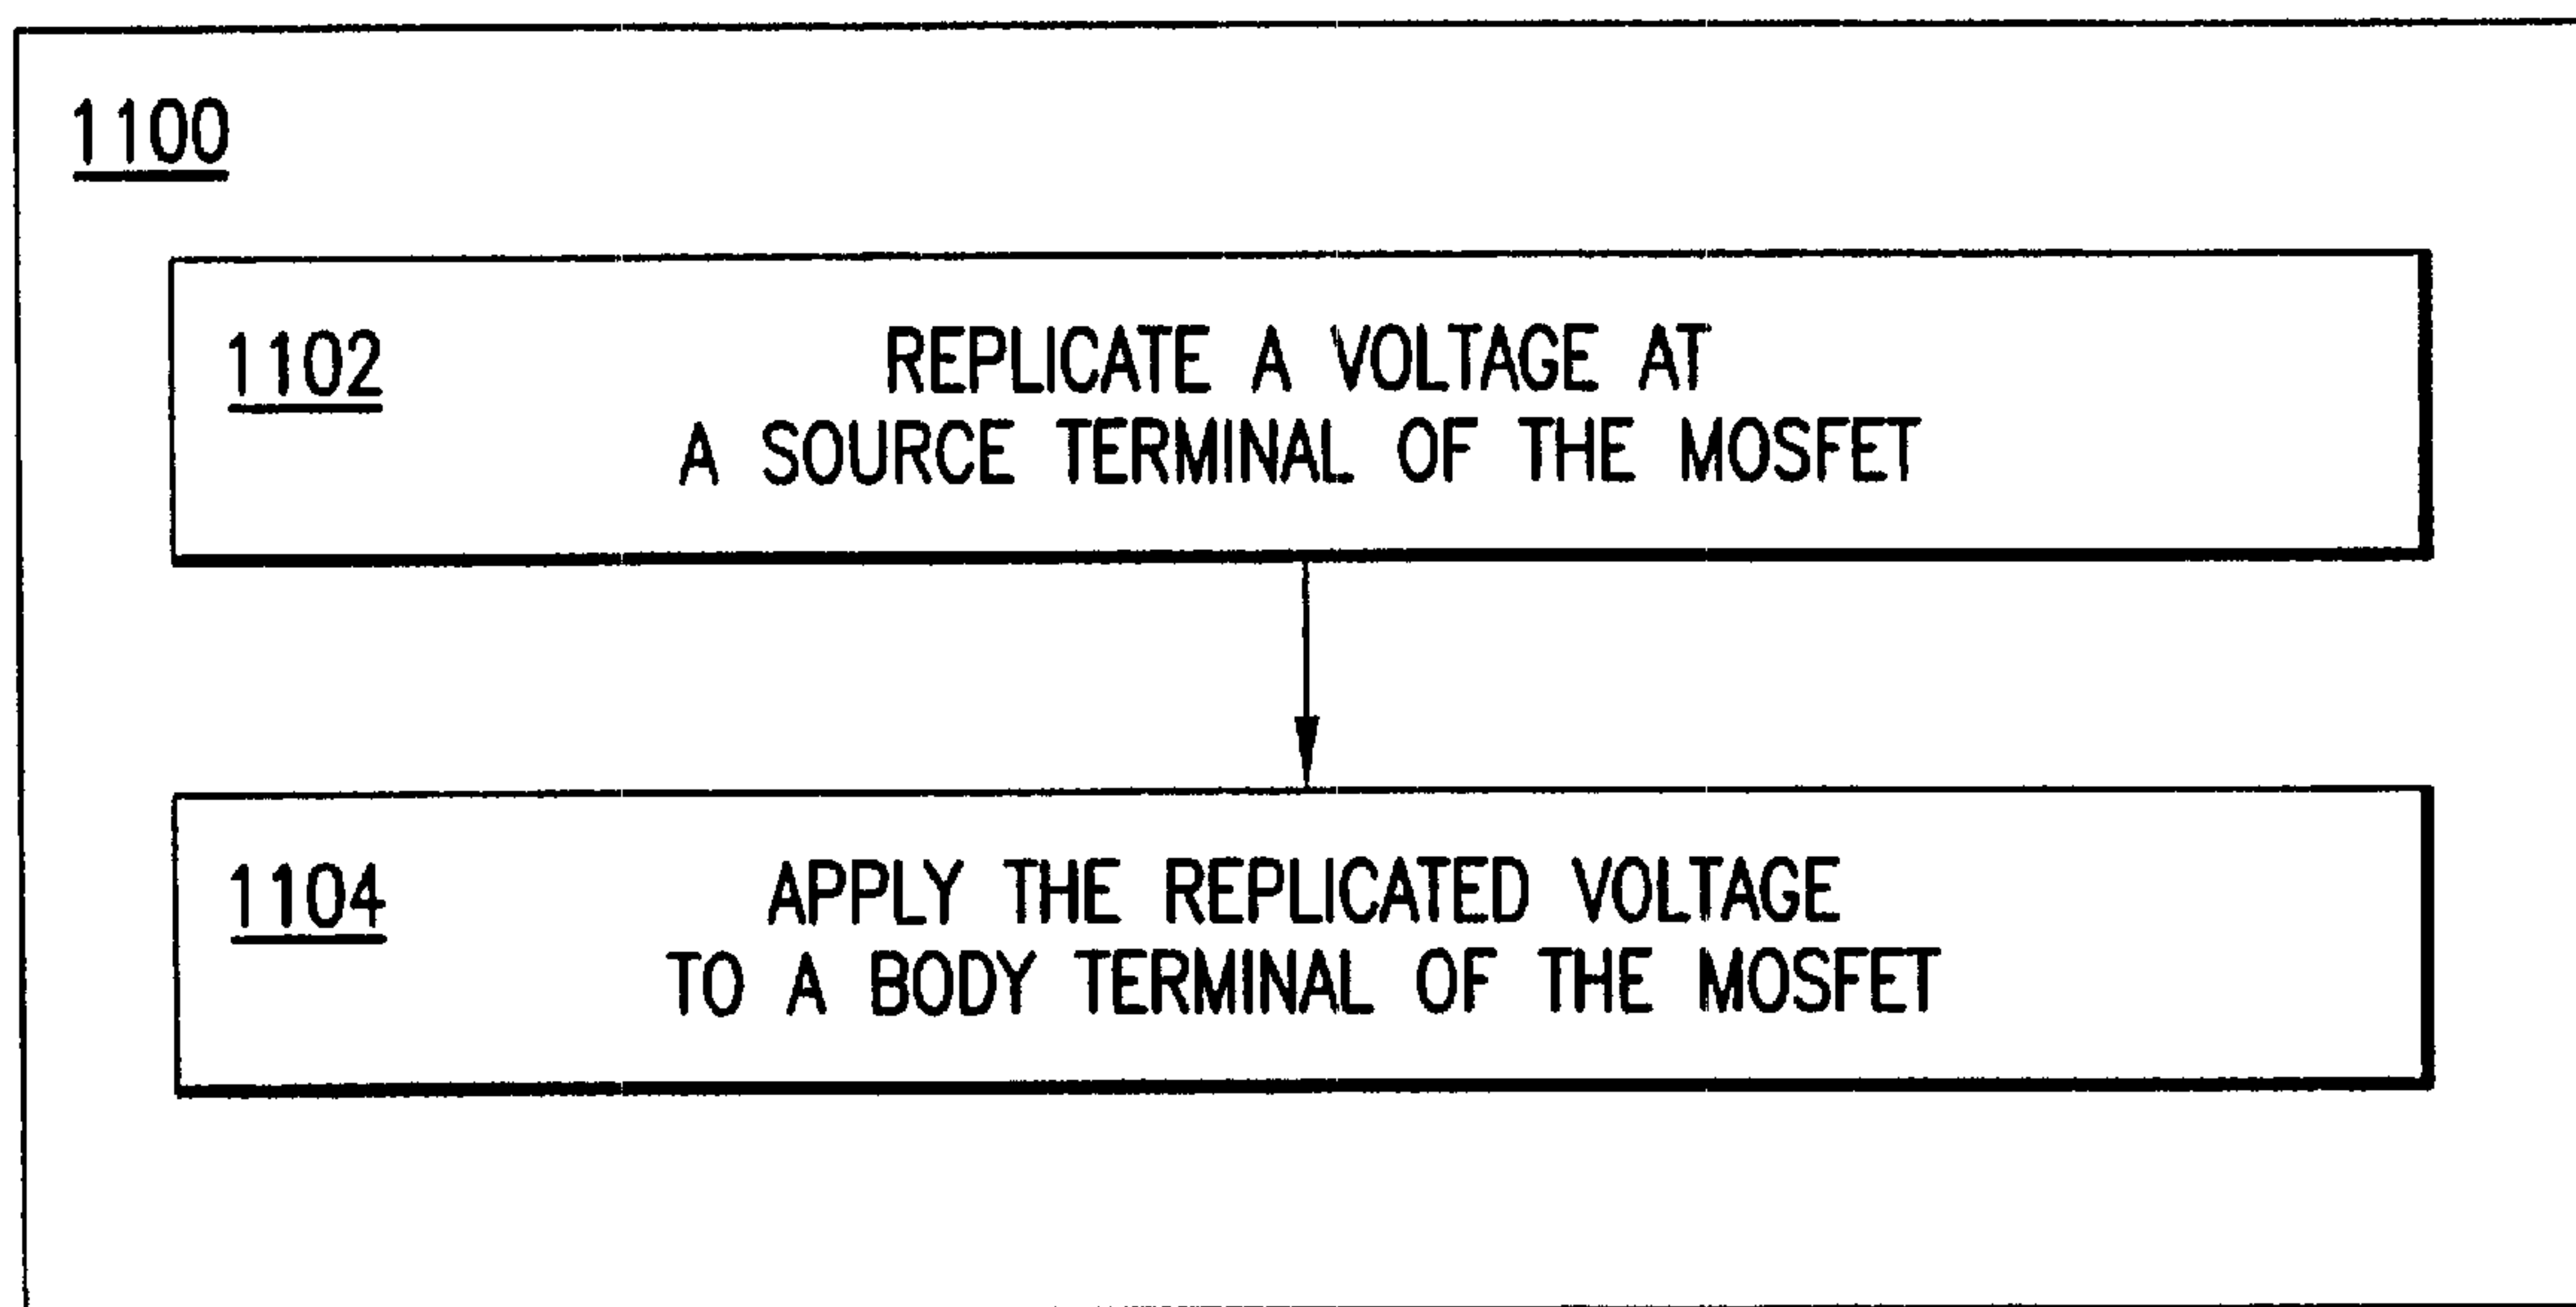 1100
1102
REPLICATE A VOLTAGE AT
A SOURCE TERMINAL OF THE MOSFET
1104
APPLY THE REPLICATED VOLTAGE
TO A BODY TERMINAL OF THE MOSFET